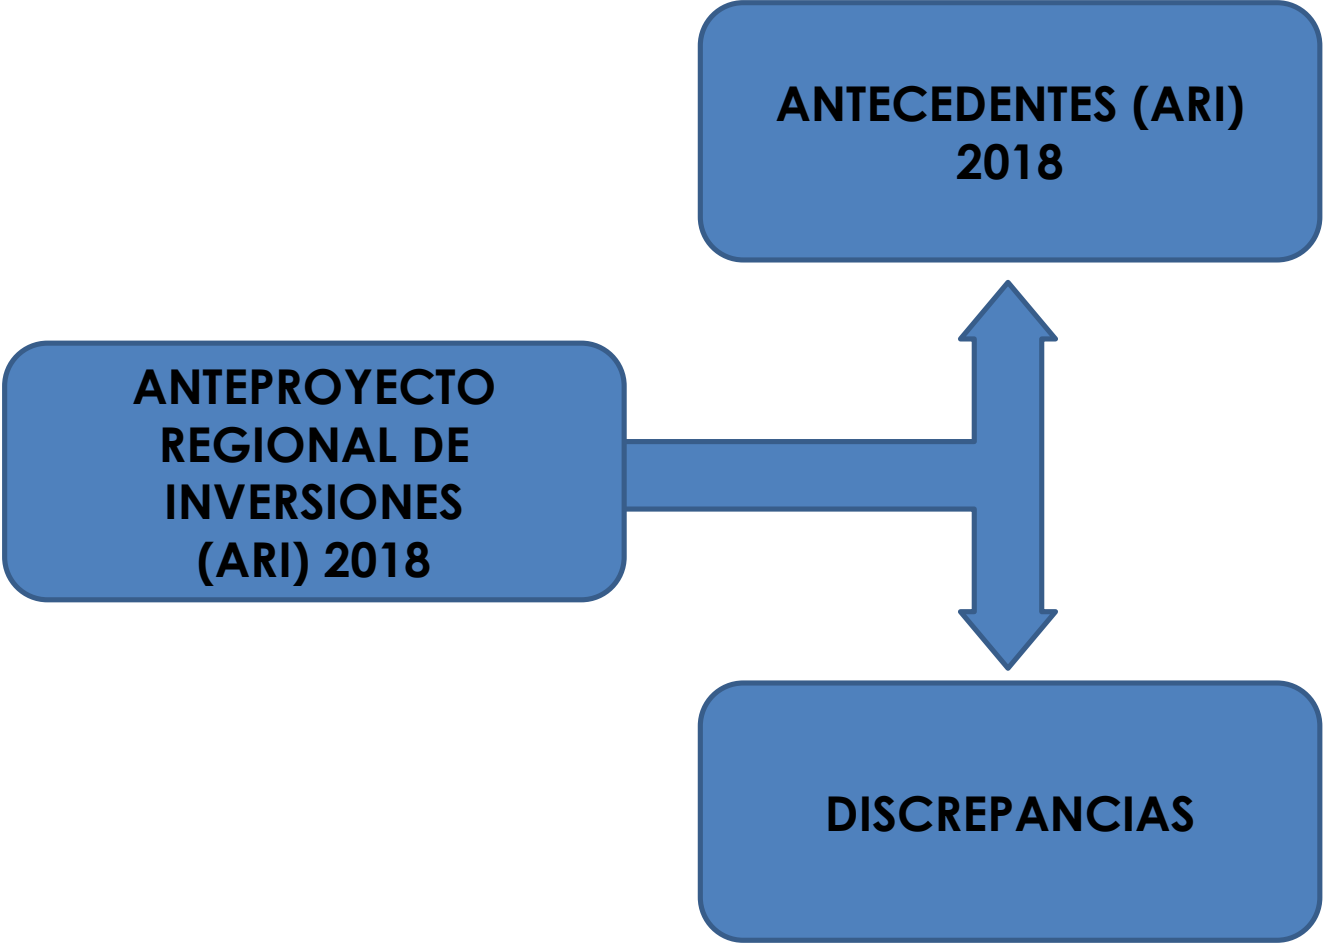 ANTECEDENTES (ARI)
2018
ANTEPROYECTO
REGIONAL DE
INVERSIONES
(ARI) 2018
DISCREPANCIAS